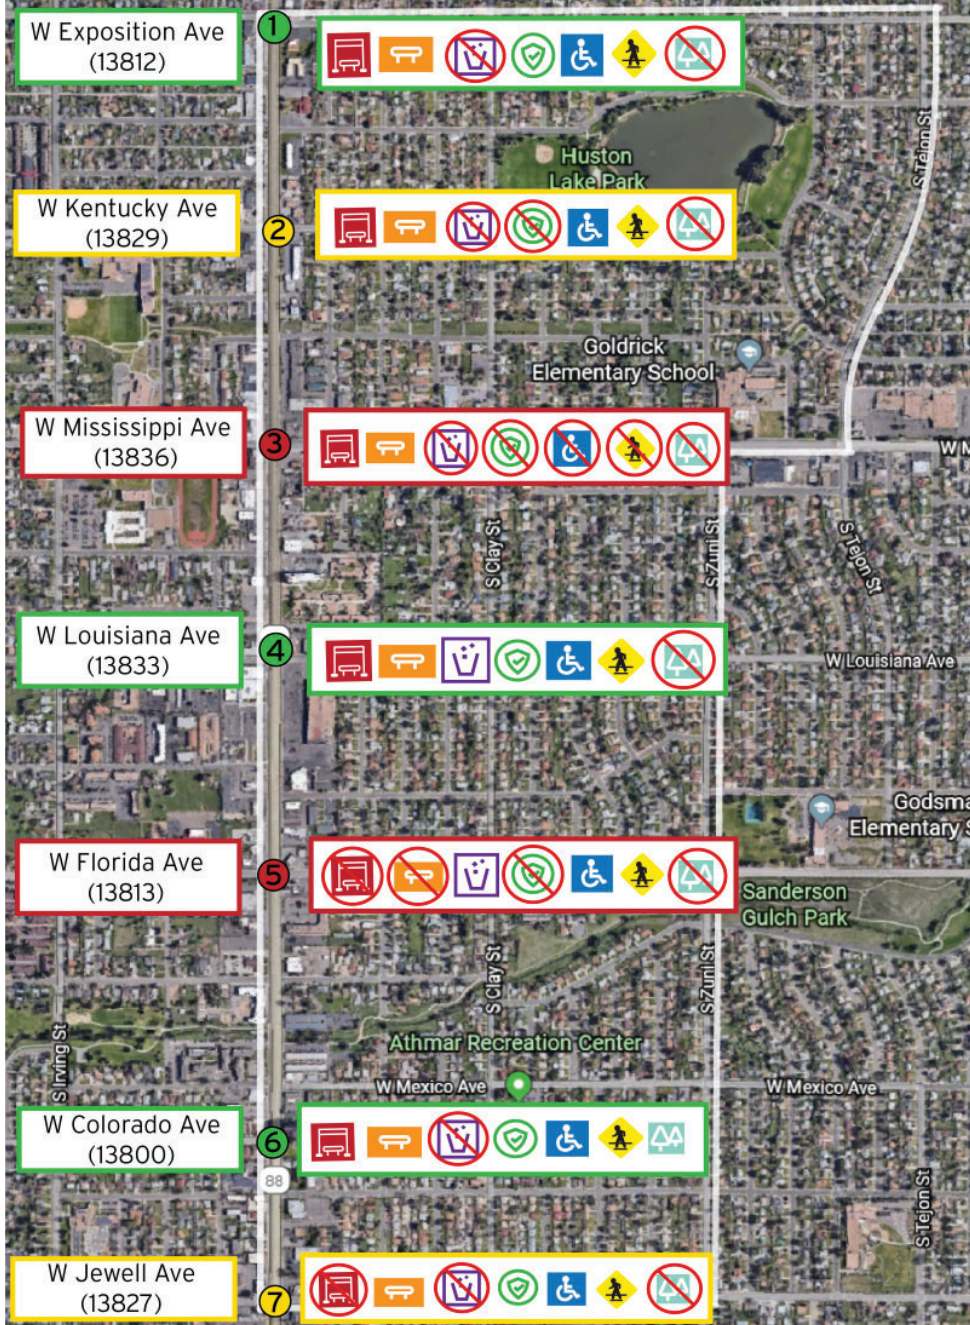 W Exposition Ave
(13812)
1
S Tejon St
Huston
Lake Park
W Kentucky Ave
(13829)
2
Goldrick
Elementary School
W Mississippi Ave
(13836)
3
W M
S Clay St
S Zuni St
S Tejon St
W Louisiana Ave
(13833)
4
W Louisiana Ave
Godsma
Elementary S
W Florida Ave
(13813)
5
Sanderson
Gulch Park
S Clay St
S Zuni St
S Irving St
Athmar Recreation Center
W Mexico Ave
W Mexico Ave
W Colorado Ave
(13800)
6
88
S Tejon St
W Jewell Ave
(13827)
7